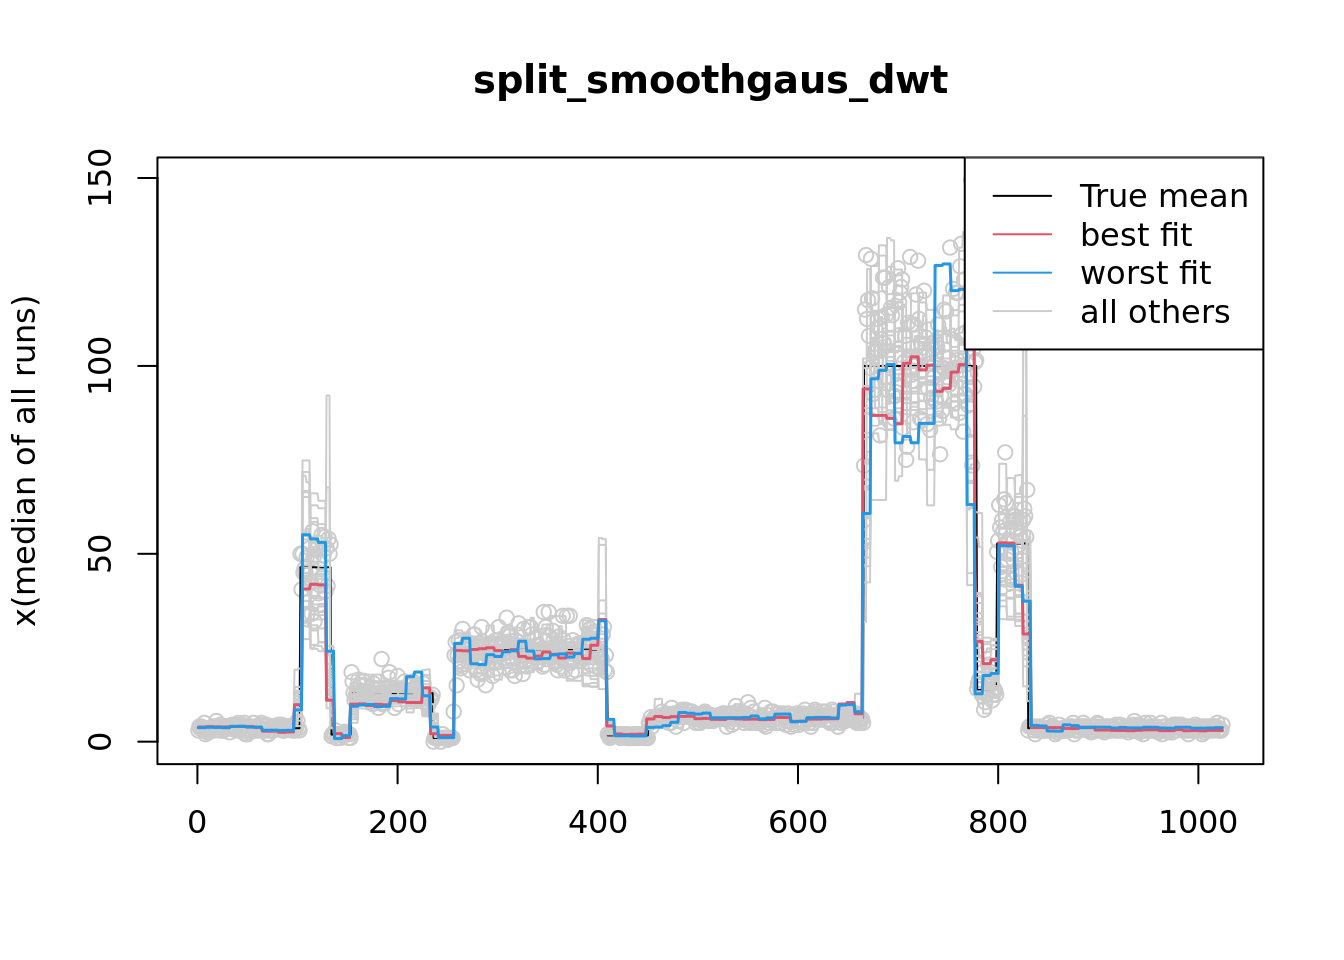 split_smoothgaus_dwt
x(median of all runs)
150
100
50
0
True mean
best fit
worst fit
all others
0 200 400 600 800 1000